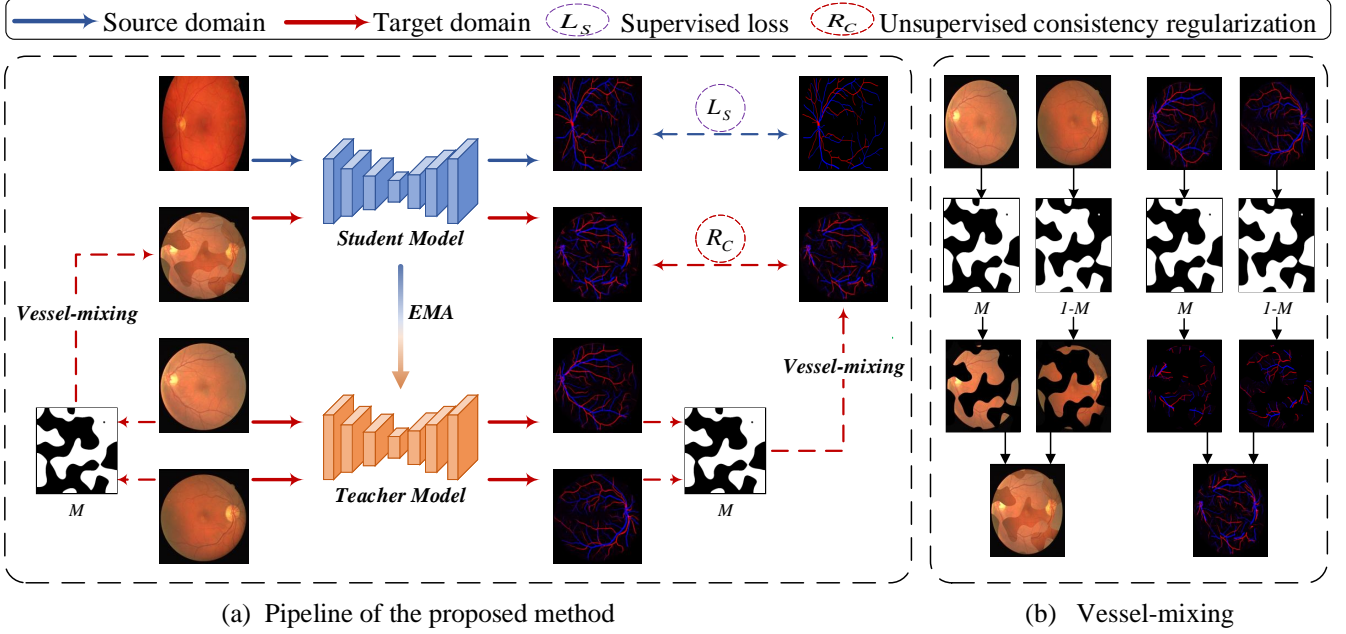 Source domain Target domain L_S Supervised loss R_C Unsupervised consistency regularization
L_S
Student Model
R_C
Vessel-mixing
EMA
Vessel-mixing
M
Teacher Model
M
M 1-M M 1-M
(a) Pipeline of the proposed method
(b) Vessel-mixing